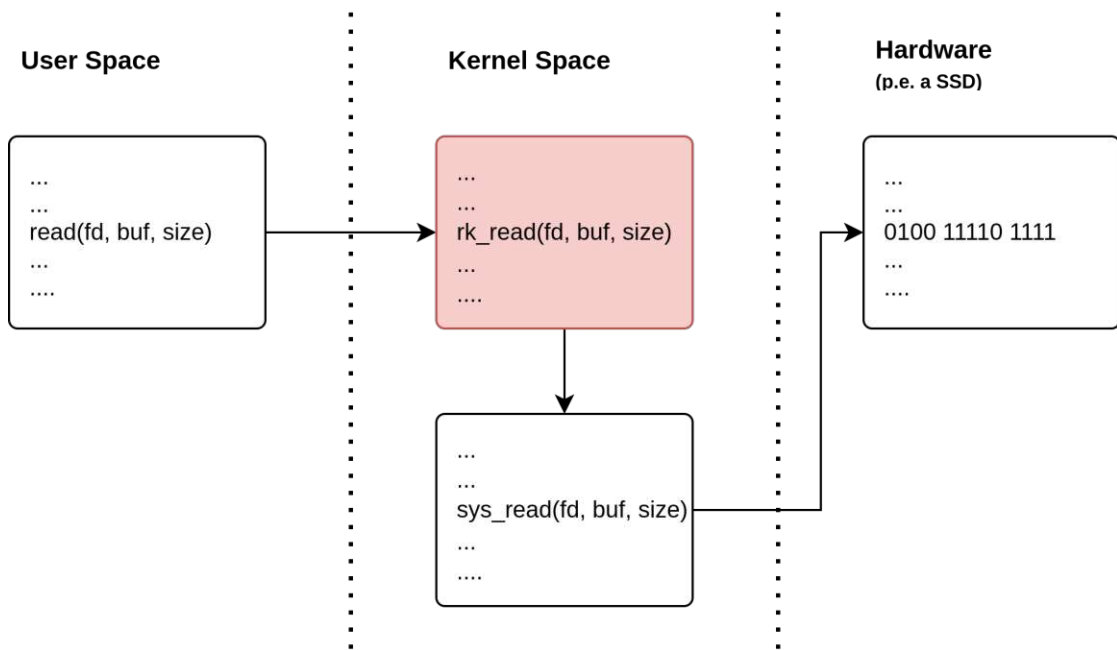 User Space
Kernel Space
Hardware
(p.e. a SSD)
...
...
read(fd, buf, size)
...
....
...
...
rk_read(fd, buf, size)
...
....
...
...
0100 11110 1111
...
....
...
...
sys_read(fd, buf, size)
...
....